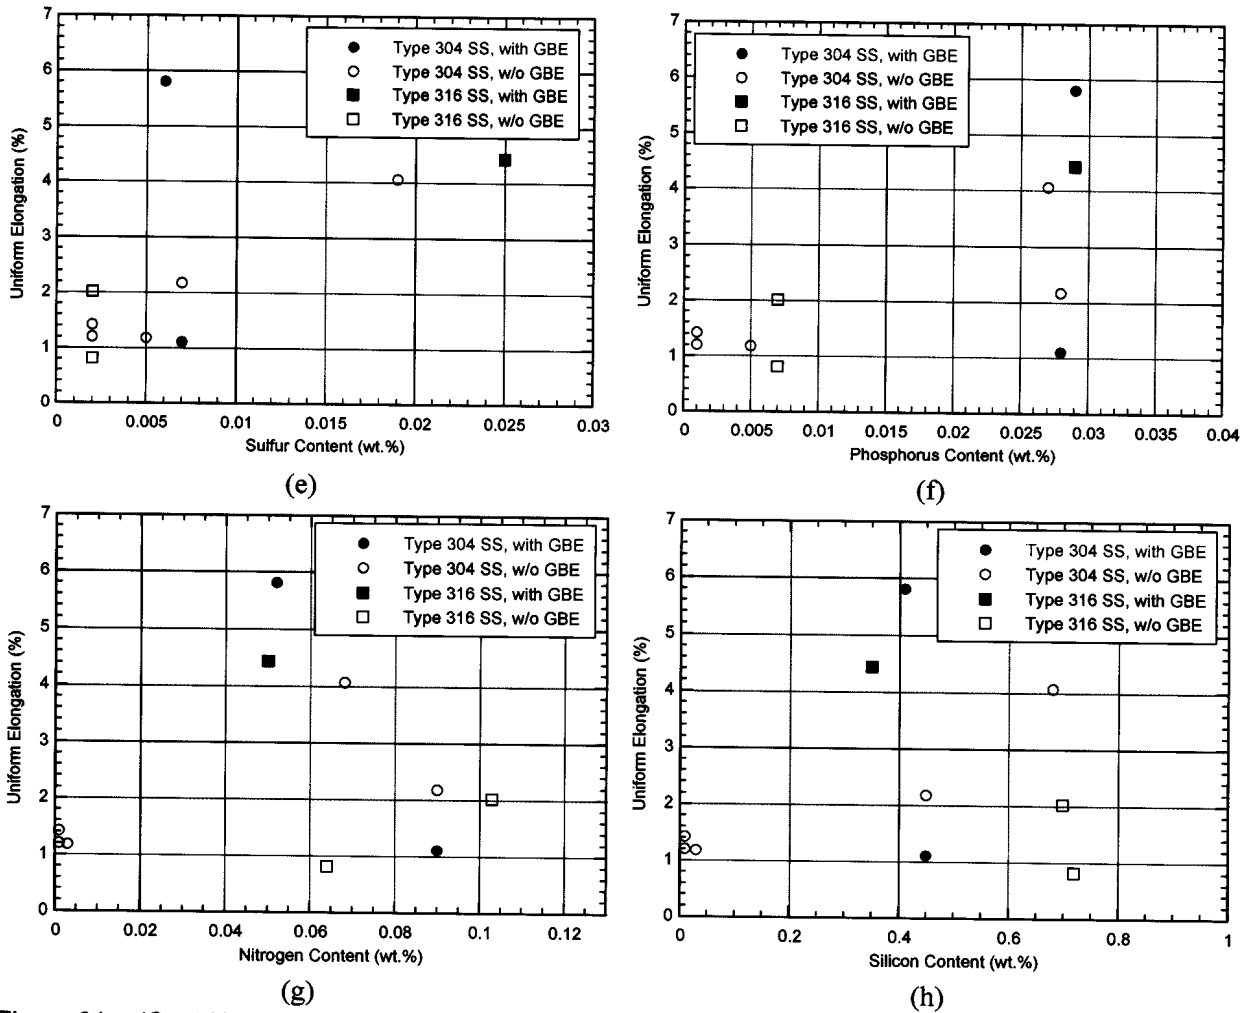 7
6
5
4
3
2
1
0
Uniform Elongation (%)
Type 304 SS, with GBE
Type 304 SS, w/o GBE
Type 316 SS, with GBE
Type 316 SS, w/o GBE
0 0.005 0.01 0.015 0.02 0.025 0.03
Sulfur Content (wt.%)
(e)
7
6
5
4
3
2
1
0
Uniform Elongation (%)
Type 304 SS, with GBE
Type 304 SS, w/o GBE
Type 316 SS, with GBE
Type 316 SS, w/o GBE
0 0.005 0.01 0.015 0.02 0.025 0.03 0.035 0.04
Phosphorus Content (wt.%)
(f)
7
6
5
4
3
2
1
0
Uniform Elongation (%)
Type 304 SS, with GBE
Type 304 SS, w/o GBE
Type 316 SS, with GBE
Type 316 SS, w/o GBE
0 0.02 0.04 0.06 0.08 0.1 0.12
Nitrogen Content (wt.%)
(g)
7
6
5
4
3
2
1
0
Uniform Elongation (%)
Type 304 SS, with GBE
Type 304 SS, w/o GBE
Type 316 SS, with GBE
Type 316 SS, w/o GBE
0 0.2 0.4 0.6 0.8 1
Silicon Content (wt.%)
(h)